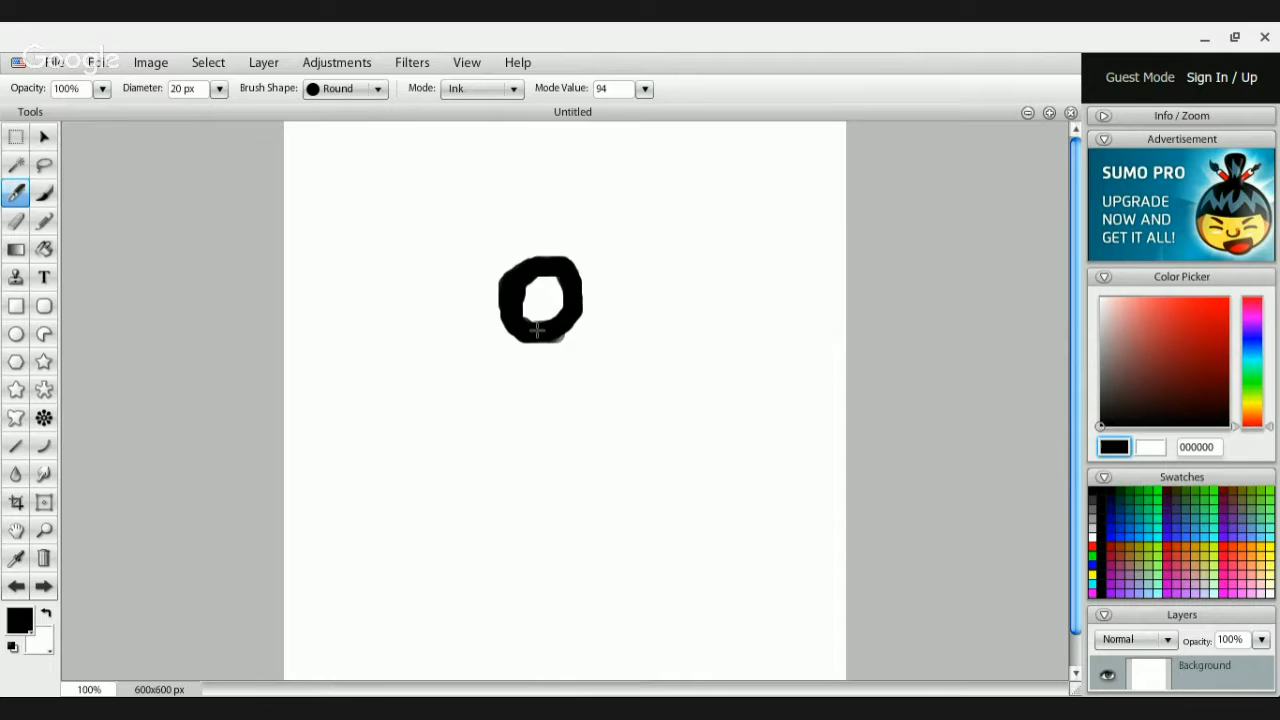 Google
File Edit Image Select Layer Adjustments Filters View Help
Guest Mode Sign In / Up
Opacity: 100% Diameter: 20 px Brush Shape: Round Mode: Ink Mode Value: 94
Tools
Untitled
Info / Zoom
Advertisement
SUMO PRO
UPGRADE
NOW AND
GET IT ALL!
Color Picker
000000
Swatches
Layers
Normal Opacity: 100%
Background
T
100% 600x600 px